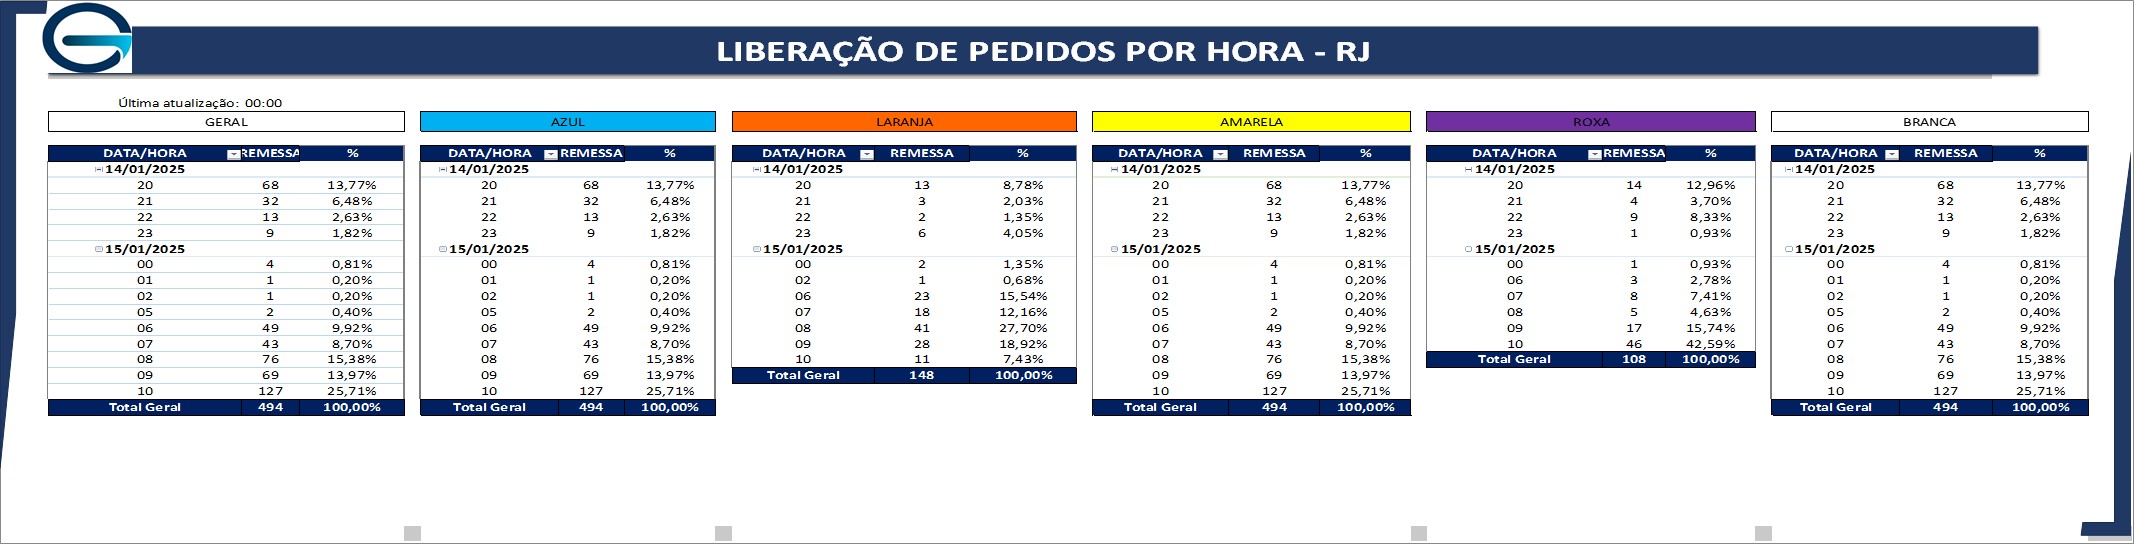 LIBERAÇÃO DE PEDIDOS POR HORA - RJ
Última atualização: 00:00
GERAL
DATA/HORA REMESSA %
14/01/2025
20 68 13,77%
21 32 6,48%
22 13 2,63%
23 9 1,82%
15/01/2025
00 4 0,81%
01 1 0,20%
02 1 0,20%
05 2 0,40%
06 49 9,92%
07 43 8,70%
08 76 15,38%
09 69 13,97%
10 127 25,71%
Total Geral 494 100,00%
AZUL
DATA/HORA REMESSA %
14/01/2025
20 68 13,77%
21 32 6,48%
22 13 2,63%
23 9 1,82%
15/01/2025
00 4 0,81%
01 1 0,20%
02 1 0,20%
05 2 0,40%
06 49 9,92%
07 43 8,70%
08 76 15,38%
09 69 13,97%
10 127 25,71%
Total Geral 494 100,00%
LARANJA
DATA/HORA REMESSA %
14/01/2025
20 13 8,78%
21 3 2,03%
22 2 1,35%
23 6 4,05%
15/01/2025
00 2 1,35%
02 1 0,68%
06 23 15,54%
07 18 12,16%
08 41 27,70%
09 28 18,92%
10 11 7,43%
Total Geral 148 100,00%
AMARELA
DATA/HORA REMESSA %
14/01/2025
20 68 13,77%
21 32 6,48%
22 13 2,63%
23 9 1,82%
15/01/2025
00 4 0,81%
01 1 0,20%
02 1 0,20%
05 2 0,40%
06 49 9,92%
07 43 8,70%
08 76 15,38%
09 69 13,97%
10 127 25,71%
Total Geral 494 100,00%
ROXA
DATA/HORA REMESSA %
14/01/2025
20 14 12,96%
21 4 3,70%
22 9 8,33%
23 1 0,93%
15/01/2025
00 1 0,93%
06 3 2,78%
07 8 7,41%
08 5 4,63%
09 17 15,74%
10 46 42,59%
Total Geral 108 100,00%
BRANCA
DATA/HORA REMESSA %
14/01/2025
20 68 13,77%
21 32 6,48%
22 13 2,63%
23 9 1,82%
15/01/2025
00 4 0,81%
01 1 0,20%
02 1 0,20%
05 2 0,40%
06 49 9,92%
07 43 8,70%
08 76 15,38%
09 69 13,97%
10 127 25,71%
Total Geral 494 100,00%